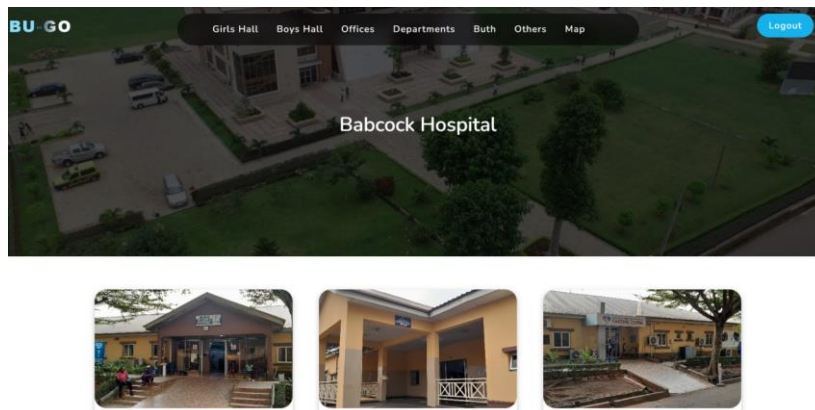 BU-GO
Girls Hall Boys Hall Offices Departments Buth Others Map
Logout
Babcock Hospital